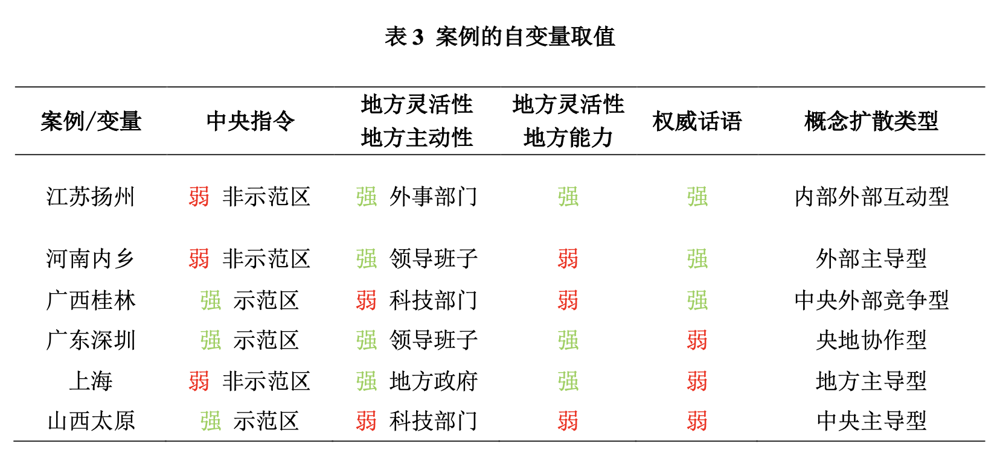 表 3 案例的自变量取值
案例/变量 中央指令 地方灵活性 地方主动性 地方灵活性 地方能力 权威话语 概念扩散类型
江苏扬州 弱 非示范区 强 外事部门 强 强 内部外部互动型
河南内乡 弱 非示范区 强 领导班子 弱 强 外部主导型
广西桂林 强 示范区 弱 科技部门 弱 强 中央外部竞争型
广东深圳 强 示范区 强 领导班子 强 弱 央地协作型
上海 弱 非示范区 强 地方政府 强 弱 地方主导型
山西太原 强 示范区 弱 科技部门 弱 弱 中央主导型